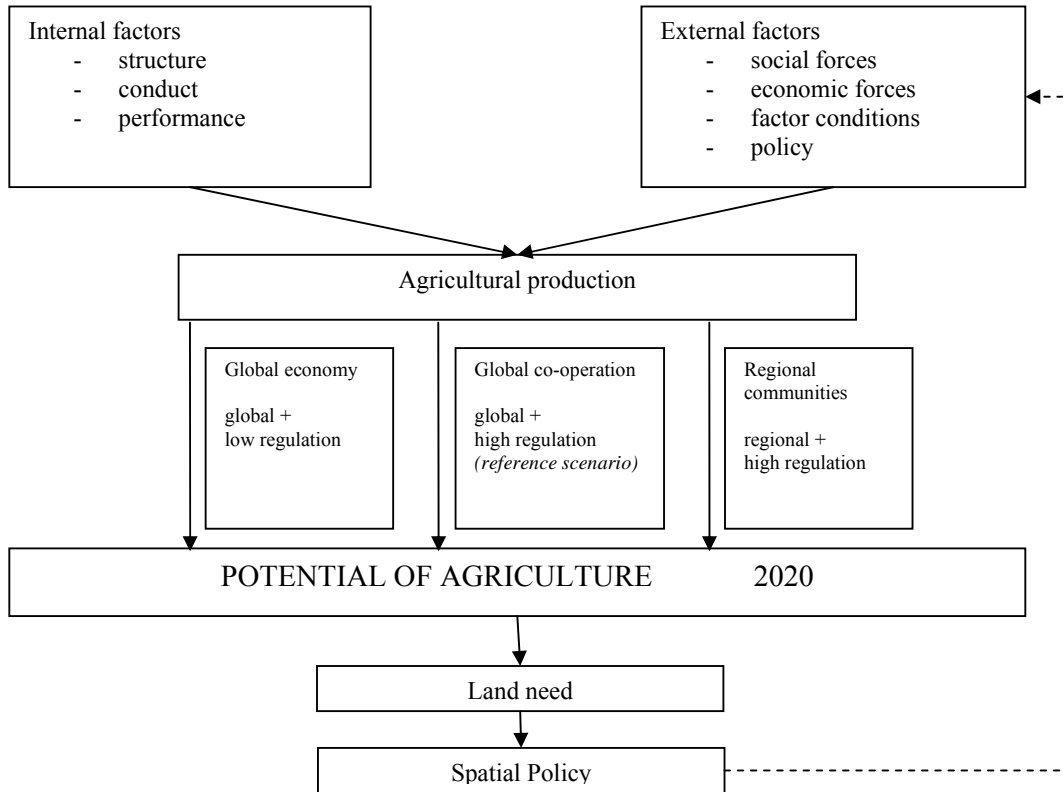 Internal factors
- structure
- conduct
- performance
External factors
- social forces
- economic forces
- factor conditions
- policy
Agricultural production
Global economy
global +
low regulation
Global co-operation
global +
high regulation
(reference scenario)
Regional
communities
regional +
high regulation
POTENTIAL OF AGRICULTURE 2020
Land need
Spatial Policy